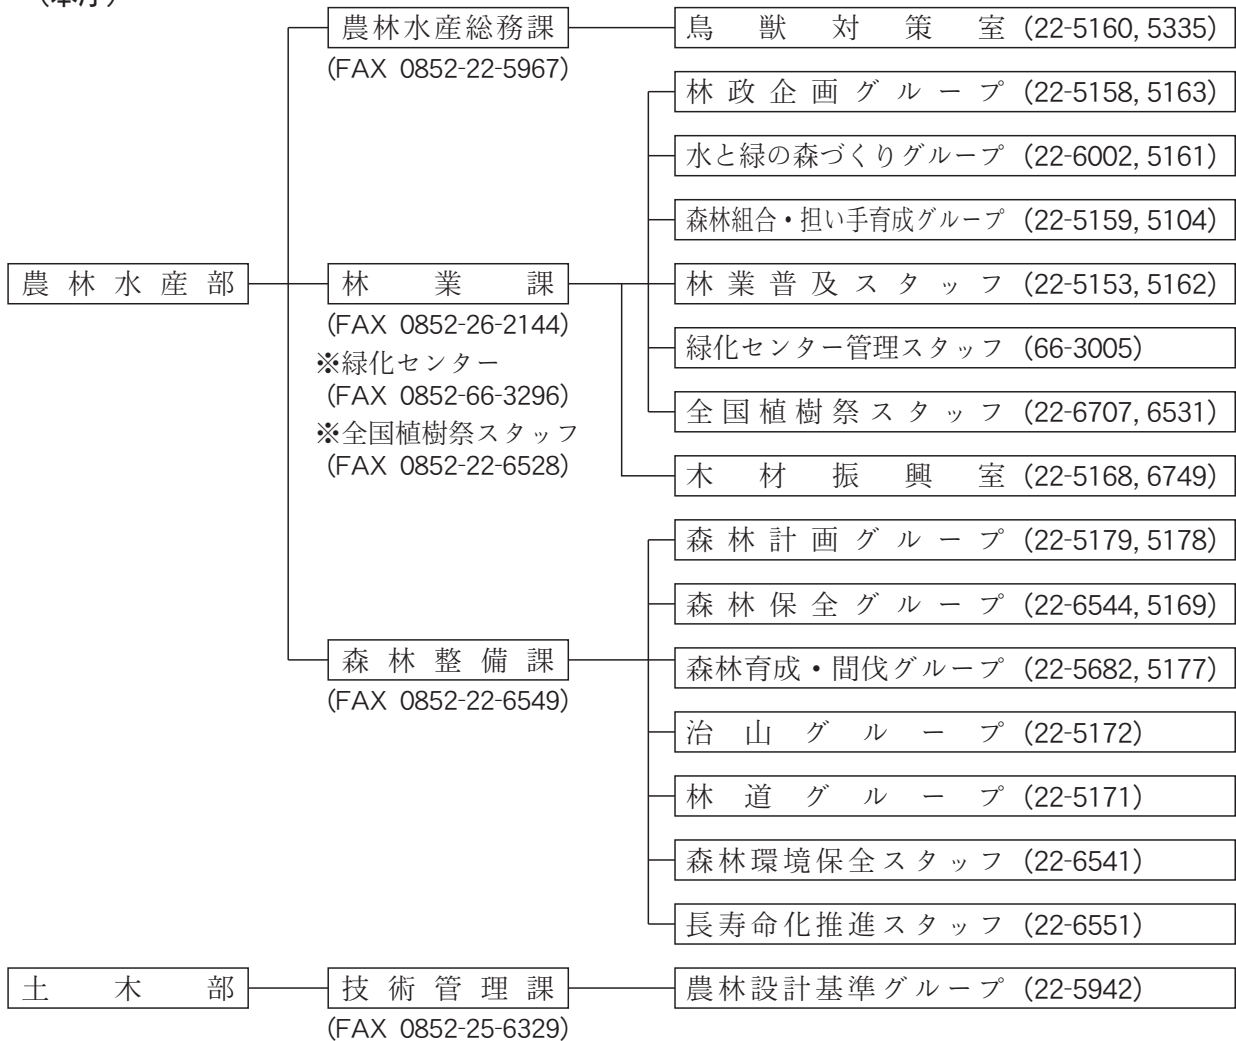 (本庁)
農林水産総務課 鳥獣対策室 (22-5160, 5335)
(FAX 0852-22-5967)
林政企画グループ (22-5158, 5163)
水と緑の森づくりグループ (22-6002, 5161)
森林組合・担い手育成グループ (22-5159, 5104)
農林水産部 林業課 林業普及スタッフ (22-5153, 5162)
(FAX 0852-26-2144)
※緑化センター 緑化センター管理スタッフ (66-3005)
(FAX 0852-66-3296)
全国植樹祭スタッフ (22-6707, 6531)
※全国植樹祭スタッフ
(FAX 0852-22-6528)
木材振興室 (22-5168, 6749)
森林計画グループ (22-5179, 5178)
森林保全グループ (22-6544, 5169)
森林整備課 森林育成・間伐グループ (22-5682, 5177)
(FAX 0852-22-6549)
治山グループ (22-5172)
林道グループ (22-5171)
森林環境保全スタッフ (22-6541)
長寿命化推進スタッフ (22-6551)
土木部 技術管理課 農林設計基準グループ (22-5942)
(FAX 0852-25-6329)